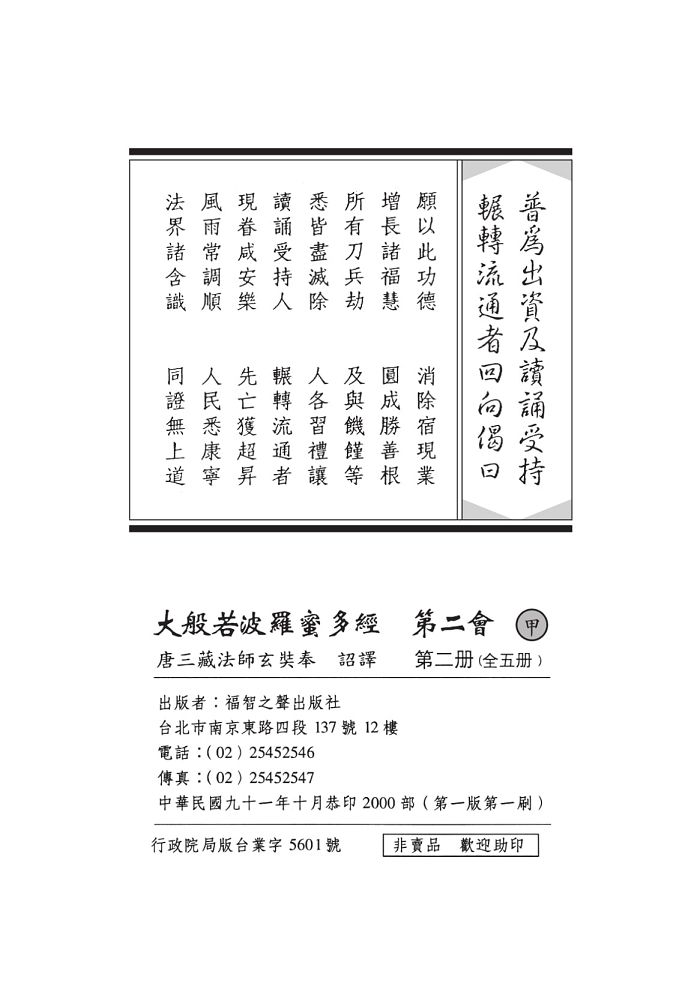 普為出資及讀誦受持
輾轉流通者回向偈曰
願以此功德　消除宿現業
增長諸福慧　圓成勝善根
所有刀兵劫　及與饑饉等
悉皆盡滅除　人各習禮讓
讀誦受持人　輾轉流通者
現眷咸安樂　先亡獲超昇
風雨常調順　人民悉康寧
法界諸含識　同證無上道
大般若波羅蜜多經　第二會　甲
唐三藏法師玄奘奉　詔譯　第二册(全五册)
出版者：福智之聲出版社
台北市南京東路四段 137 號 12 樓
電話：(02) 25452546
傳真：(02) 25452547
中華民國九十一年十月恭印 2000 部（第一版第一刷）
行政院局版台業字 5601 號　非賣品　歡迎助印